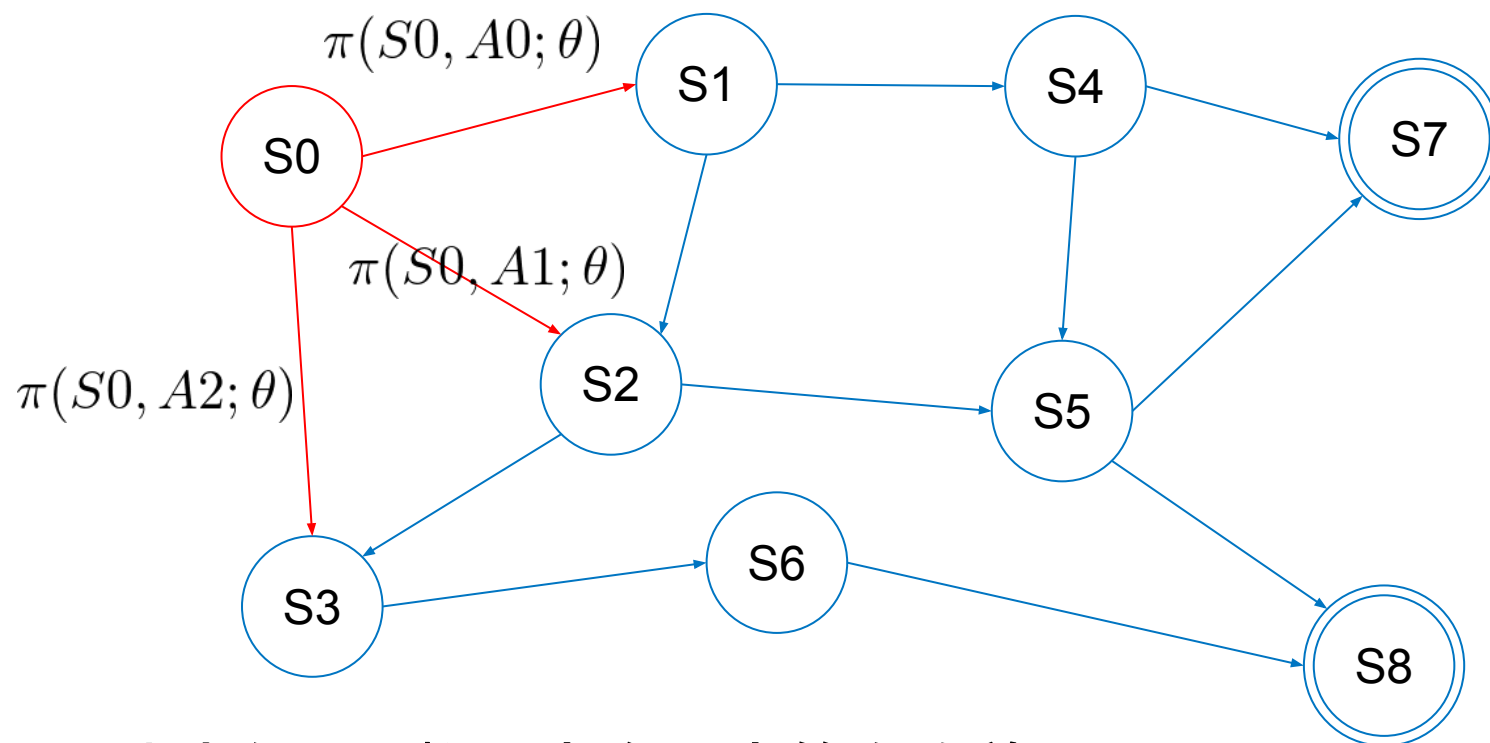 π(S0, A0; θ)
S1
S4
S7
S0
π(S0, A1; θ)
π(S0, A2; θ)
S2
S5
S6
S3
S8